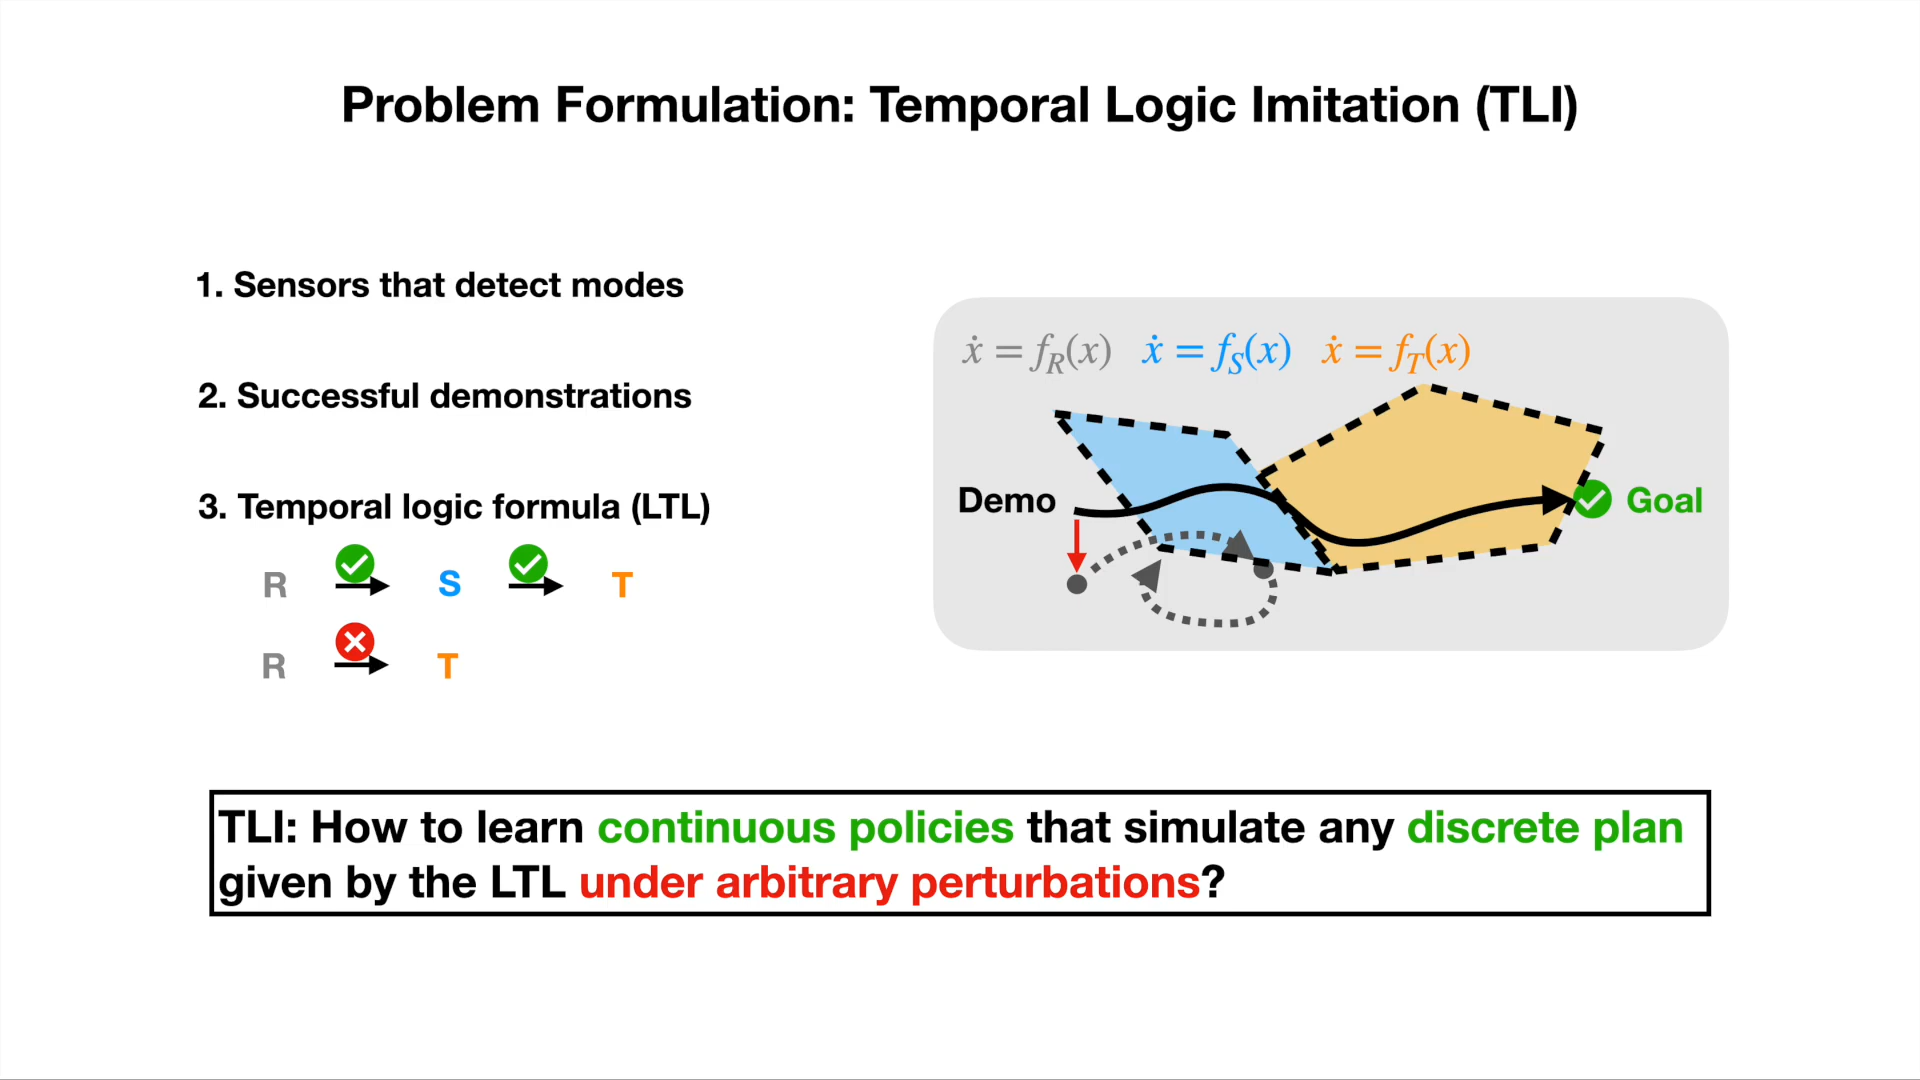 Problem Formulation: Temporal Logic Imitation (TLI)
1. Sensors that detect modes
2. Successful demonstrations
3. Temporal logic formula (LTL)
R S T
R T
ẋ = f_R(x) ẋ = f_S(x) ẋ = f_T(x)
Demo
Goal
TLI: How to learn continuous policies that simulate any discrete plan
given by the LTL under arbitrary perturbations?